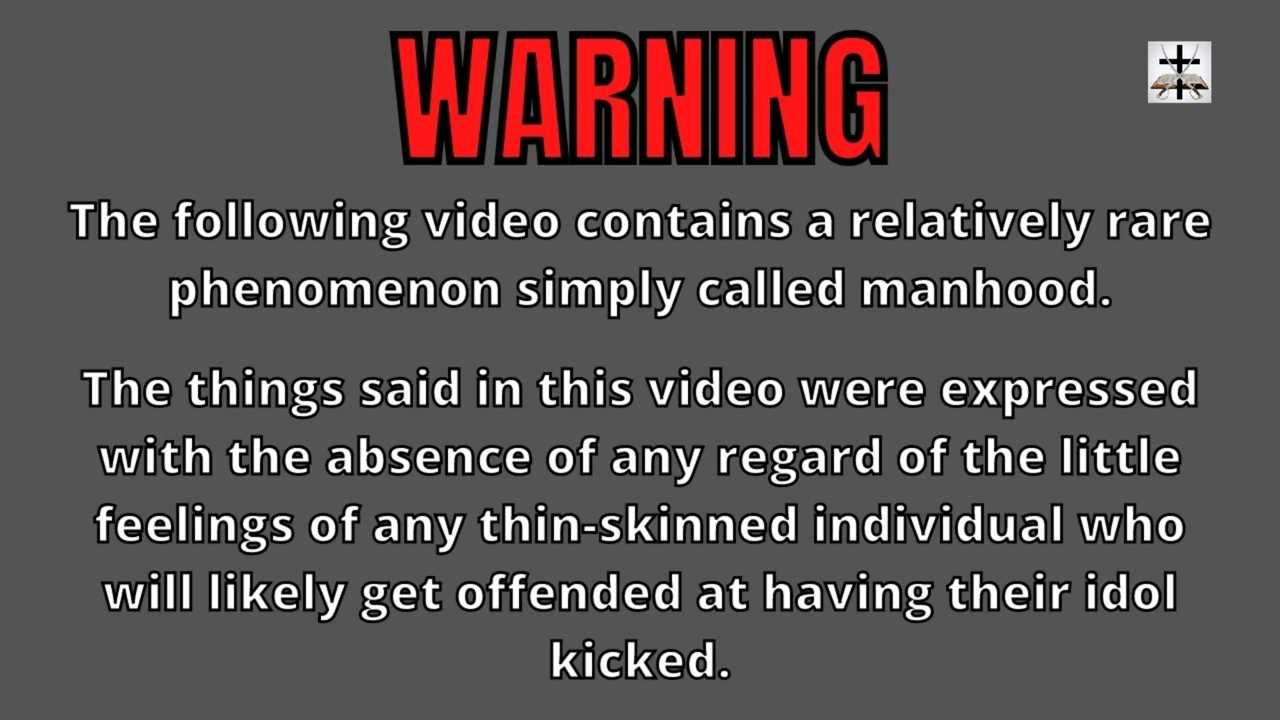 WARNING
The following video contains a relatively rare
phenomenon simply called manhood.
The things said in this video were expressed
with the absence of any regard of the little
feelings of any thin-skinned individual who
will likely get offended at having their idol
kicked.